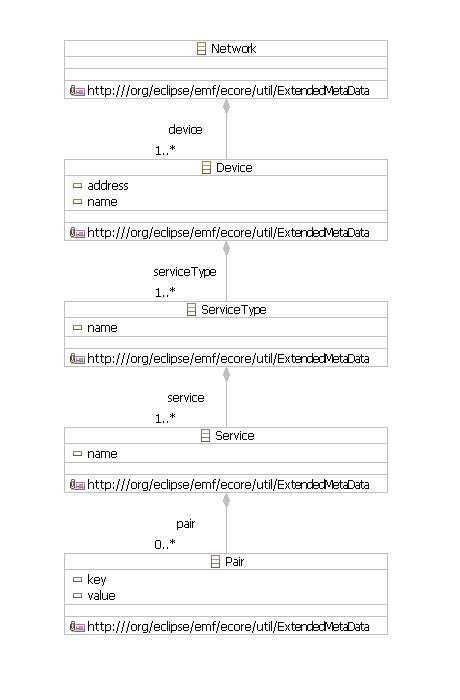 Network
http:///org/eclipse/emf/ecore/util/ExtendedMetaData
device
1..*
Device
address
name
http:///org/eclipse/emf/ecore/util/ExtendedMetaData
serviceType
1..*
ServiceType
name
http:///org/eclipse/emf/ecore/util/ExtendedMetaData
service
1..*
Service
name
http:///org/eclipse/emf/ecore/util/ExtendedMetaData
pair
0..*
Pair
key
value
http:///org/eclipse/emf/ecore/util/ExtendedMetaData